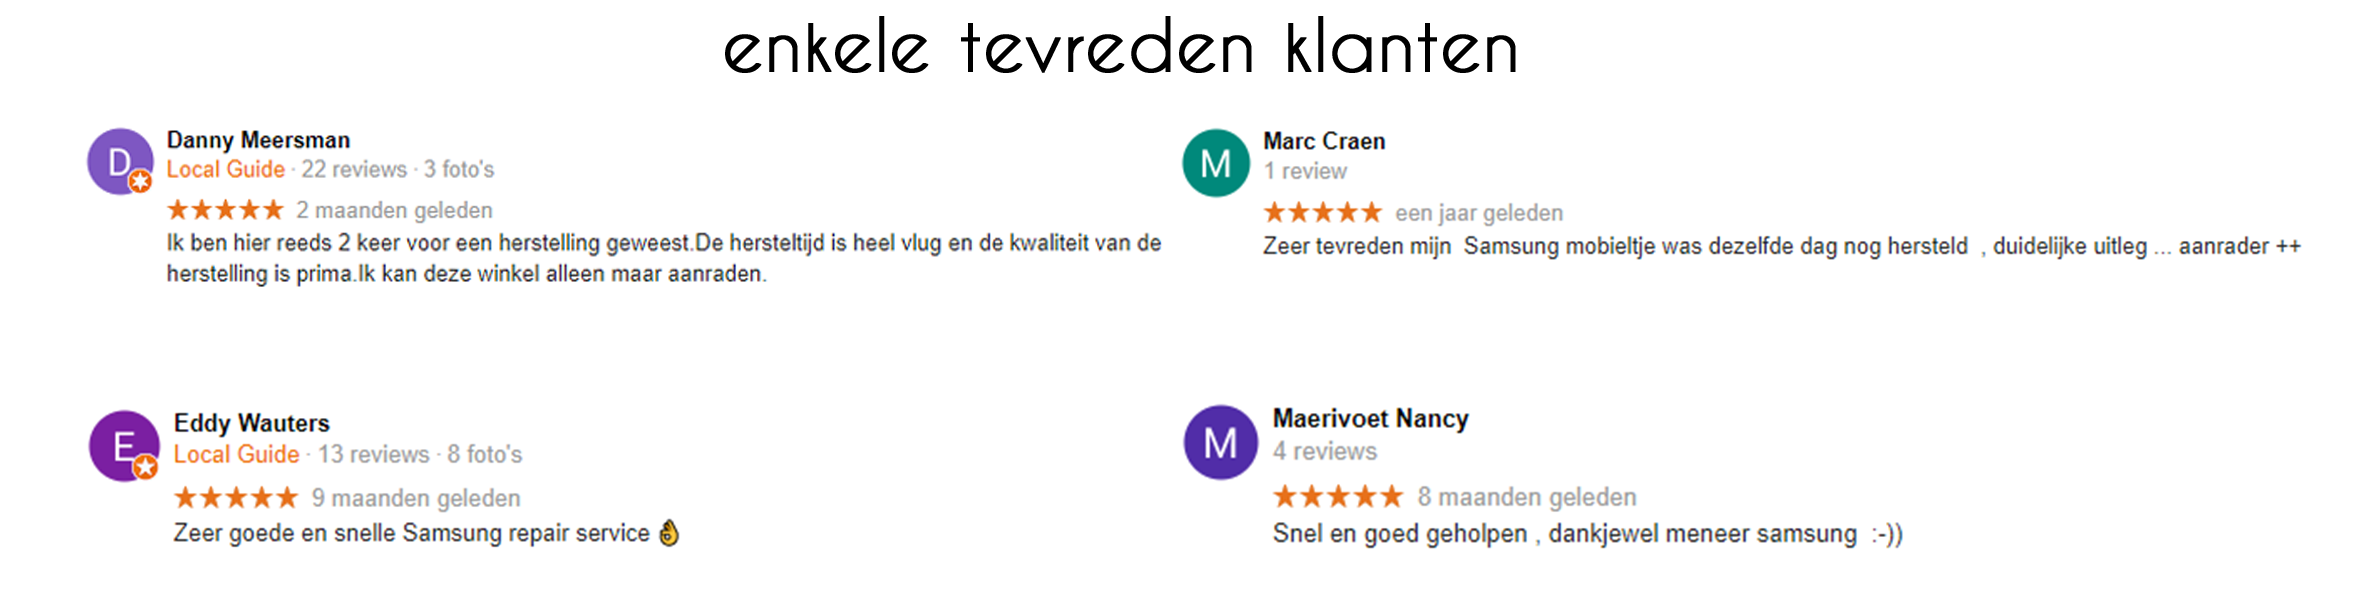 enkele tevreden klanten
D
Danny Meersman
Local Guide · 22 reviews · 3 foto's
★★★★★ 2 maanden geleden
Ik ben hier reeds 2 keer voor een herstelling geweest.De hersteltijd is heel vlug en de kwaliteit van de
herstelling is prima.Ik kan deze winkel alleen maar aanraden.
M
Marc Craen
1 review
★★★★★ een jaar geleden
Zeer tevreden mijn  Samsung mobieltje was dezelfde dag nog hersteld  , duidelijke uitleg ... aanrader ++
E
Eddy Wauters
Local Guide · 13 reviews · 8 foto's
★★★★★ 9 maanden geleden
Zeer goede en snelle Samsung repair service 👌
M
Maerivoet Nancy
4 reviews
★★★★★ 8 maanden geleden
Snel en goed geholpen , dankjewel meneer samsung  :-))